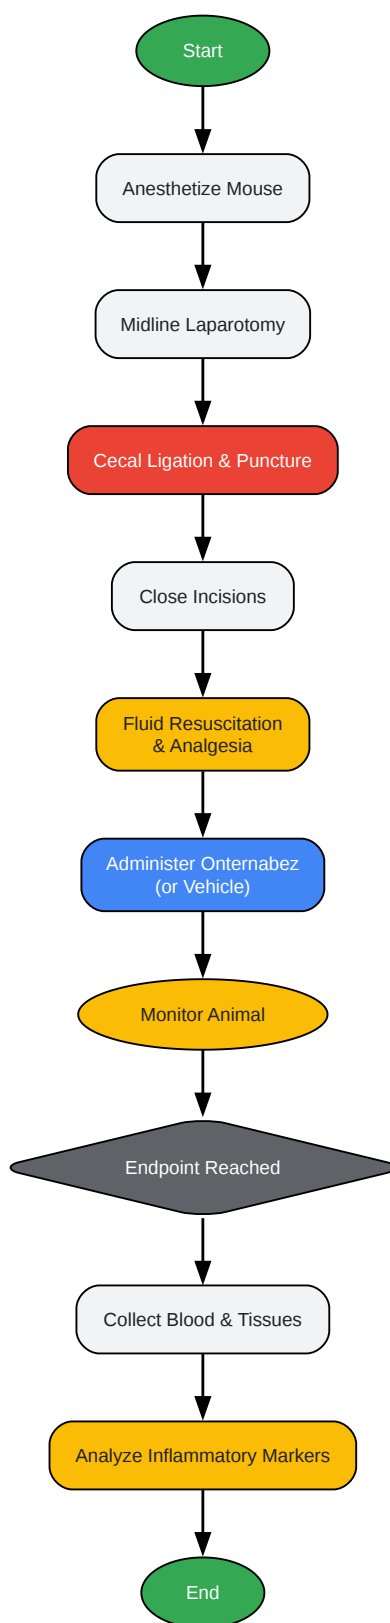 Start
Anesthetize Mouse
Midline Laparotomy
Cecal Ligation & Puncture
Close Incisions
Fluid Resuscitation
& Analgesia
Administer Onternabez
(or Vehicle)
Monitor Animal
Endpoint Reached
Collect Blood & Tissues
Analyze Inflammatory Markers
End